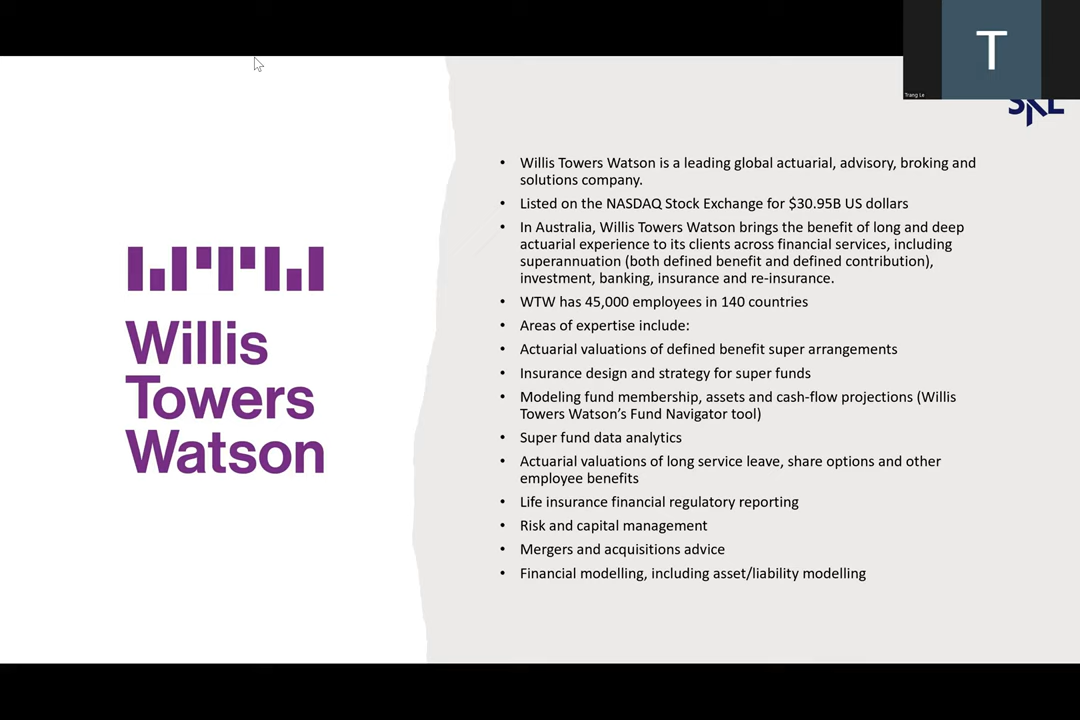 T
Trang Le
Willis
Towers
Watson
• Willis Towers Watson is a leading global actuarial, advisory, broking and
solutions company.
• Listed on the NASDAQ Stock Exchange for $30.95B US dollars
• In Australia, Willis Towers Watson brings the benefit of long and deep
actuarial experience to its clients across financial services, including
superannuation (both defined benefit and defined contribution),
investment, banking, insurance and re-insurance.
• WTW has 45,000 employees in 140 countries
• Areas of expertise include:
• Actuarial valuations of defined benefit super arrangements
• Insurance design and strategy for super funds
• Modeling fund membership, assets and cash-flow projections (Willis
Towers Watson’s Fund Navigator tool)
• Super fund data analytics
• Actuarial valuations of long service leave, share options and other
employee benefits
• Life insurance financial regulatory reporting
• Risk and capital management
• Mergers and acquisitions advice
• Financial modelling, including asset/liability modelling